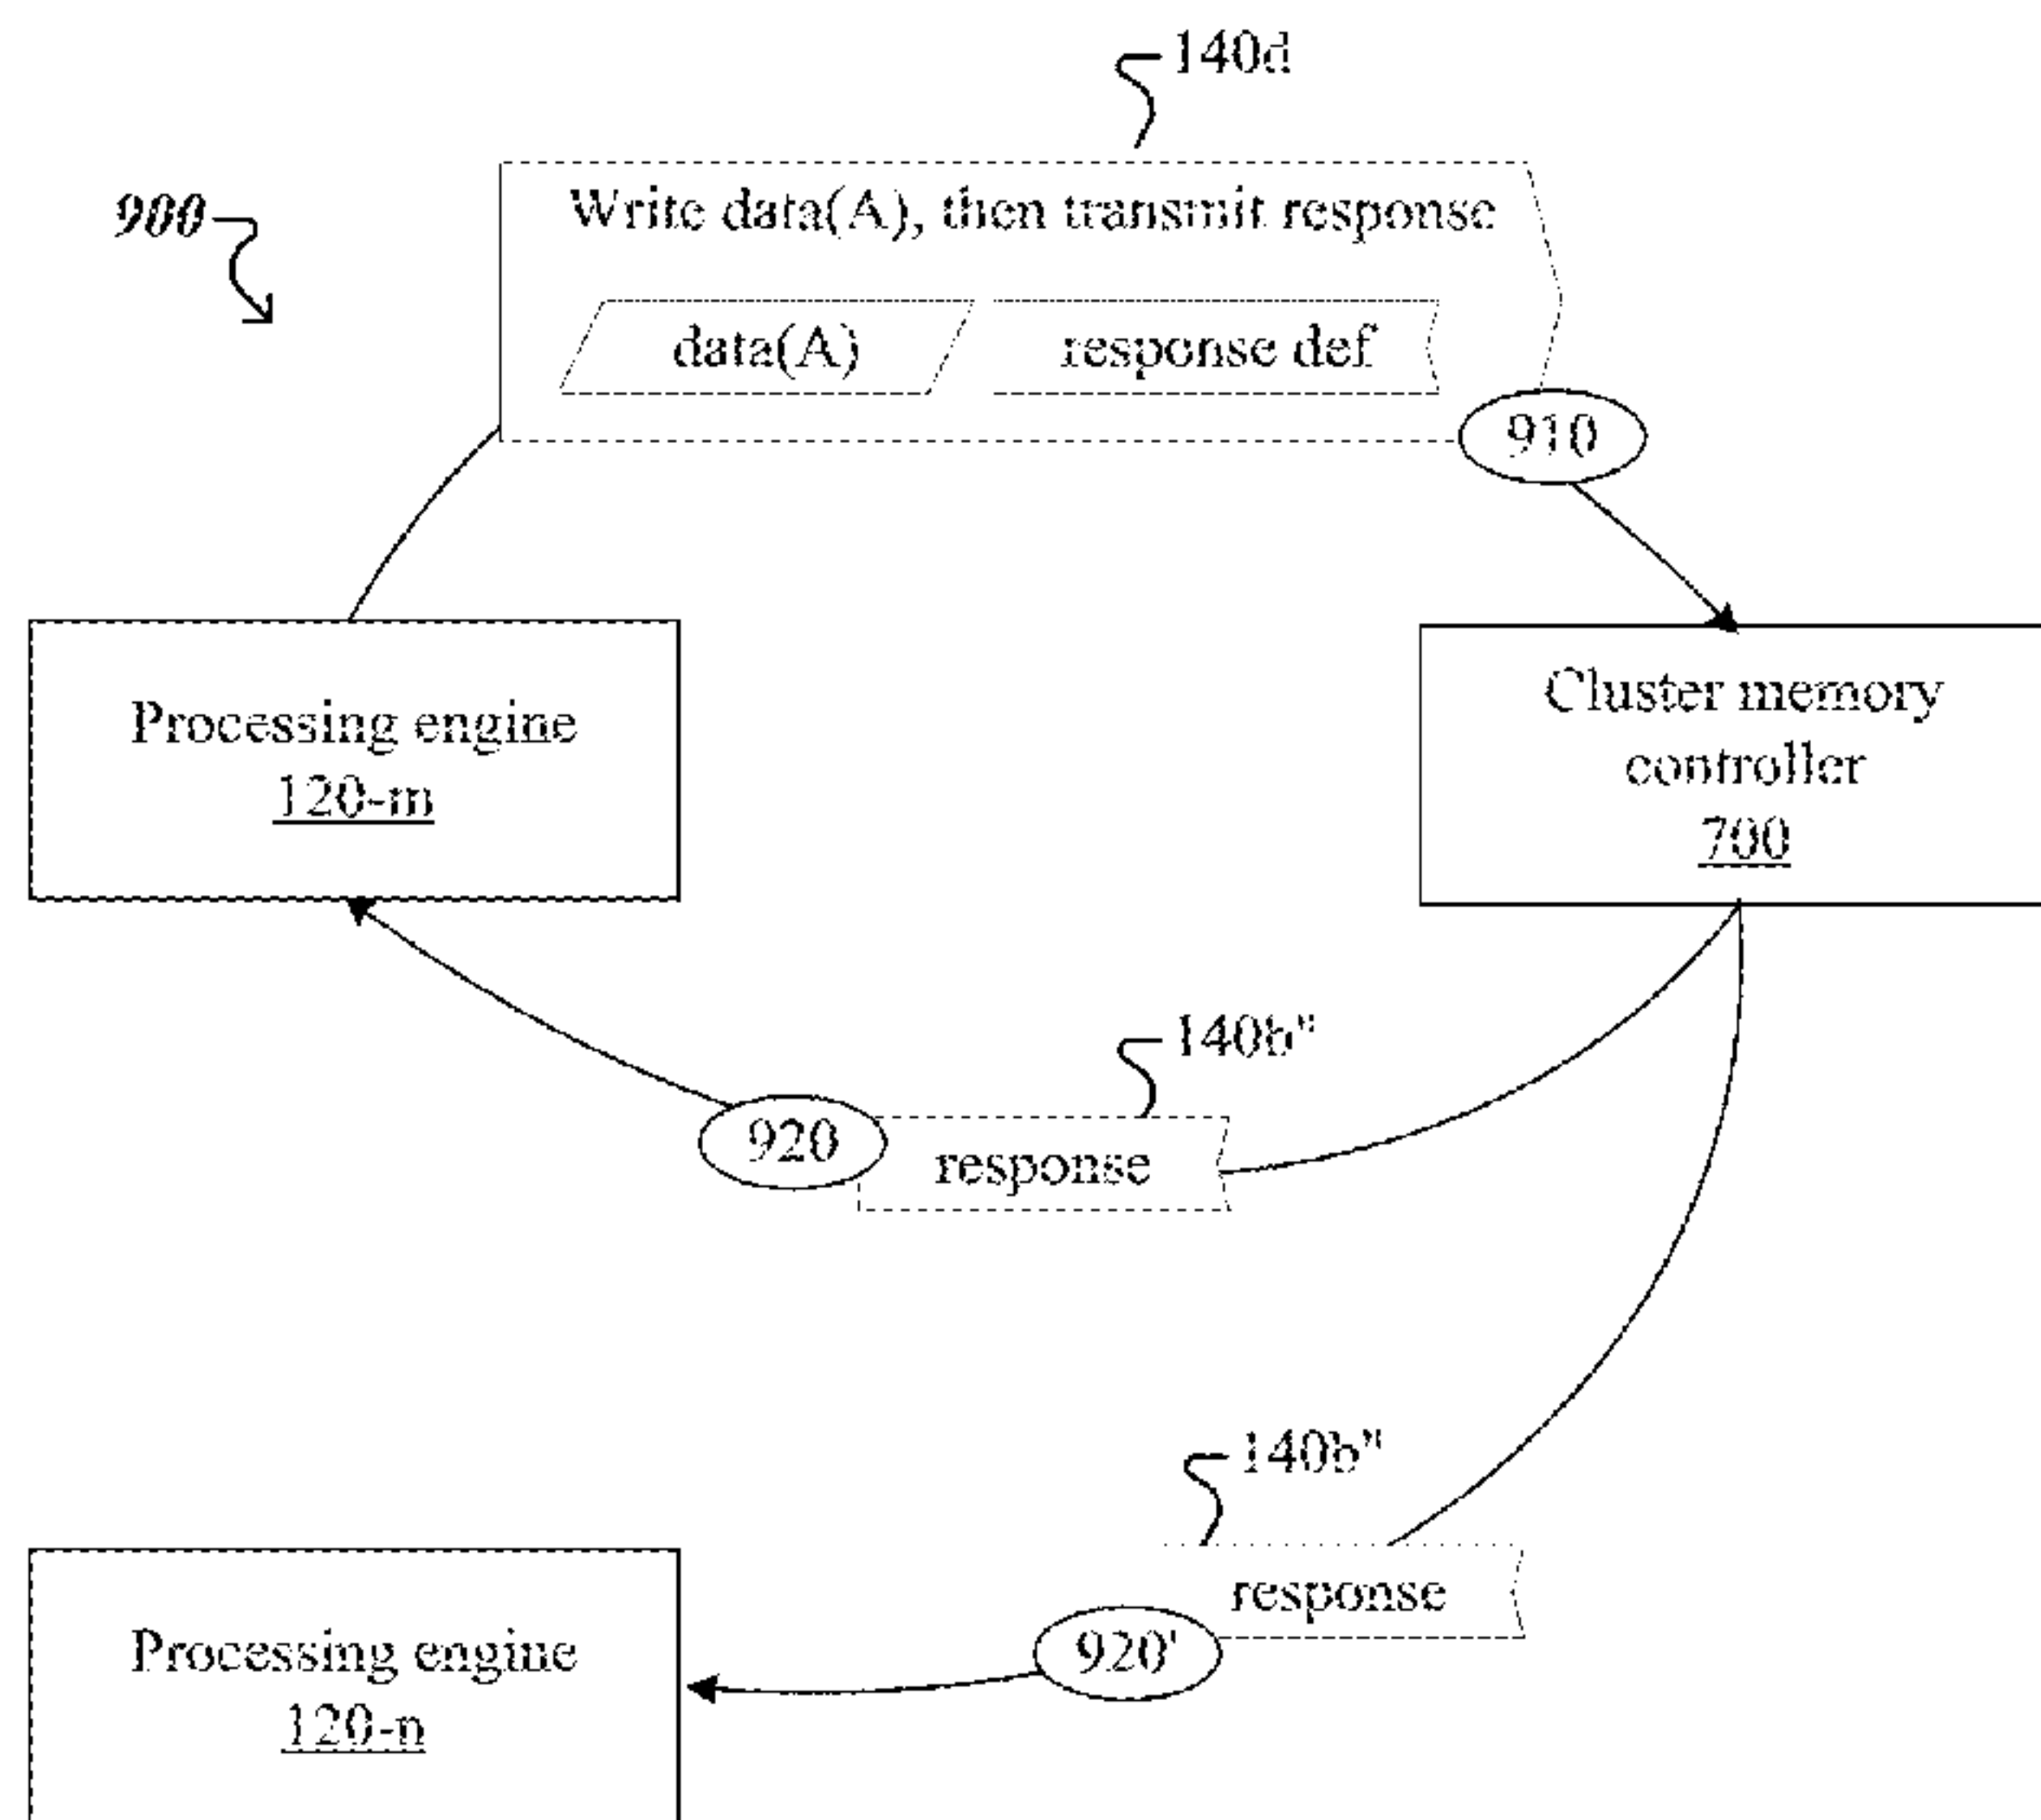 140d
900
Write data(A), then transmit response
data(A)
response def
910
Processing engine
120-m
Cluster memory
controller
700
140b"
920
response
140b"
response
920'
Processing engine
120-n